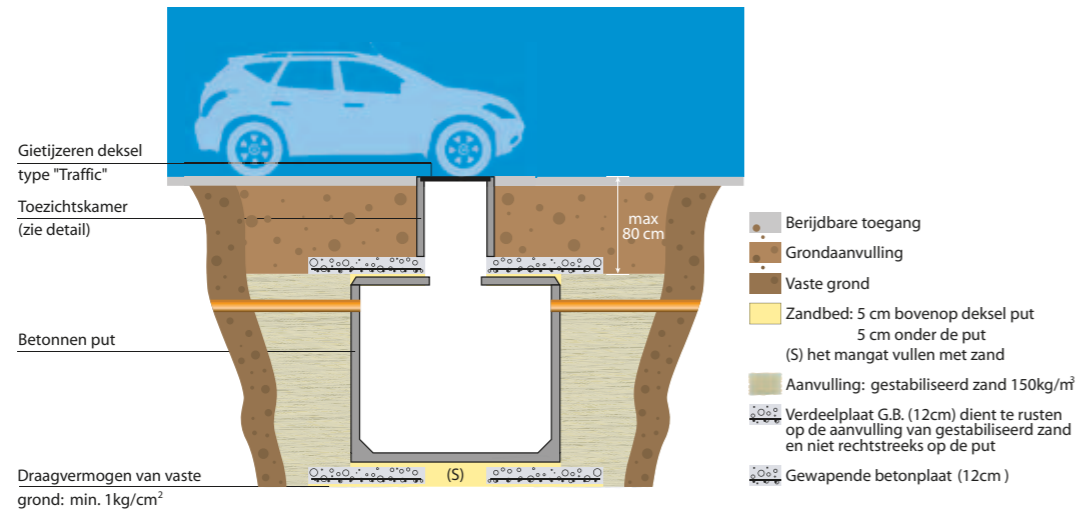 Gietijzeren deksel
type "Traffic"
Toezichtskamer
(zie detail)
Betonnen put
Draagvermogen van vaste
grond: min. 1kg/cm²
max
80 cm
(S)
Berijdbare toegang
Grondaanvulling
Vaste grond
Zandbed: 5 cm bovenop deksel put
5 cm onder de put
(S) het mangat vullen met zand
Aanvulling: gestabiliseerd zand 150kg/m³
Verdeelplaat G.B. (12cm) dient te rusten
op de aanvulling van gestabiliseerd zand
en niet rechtstreeks op de put
Gewapende betonplaat (12cm )